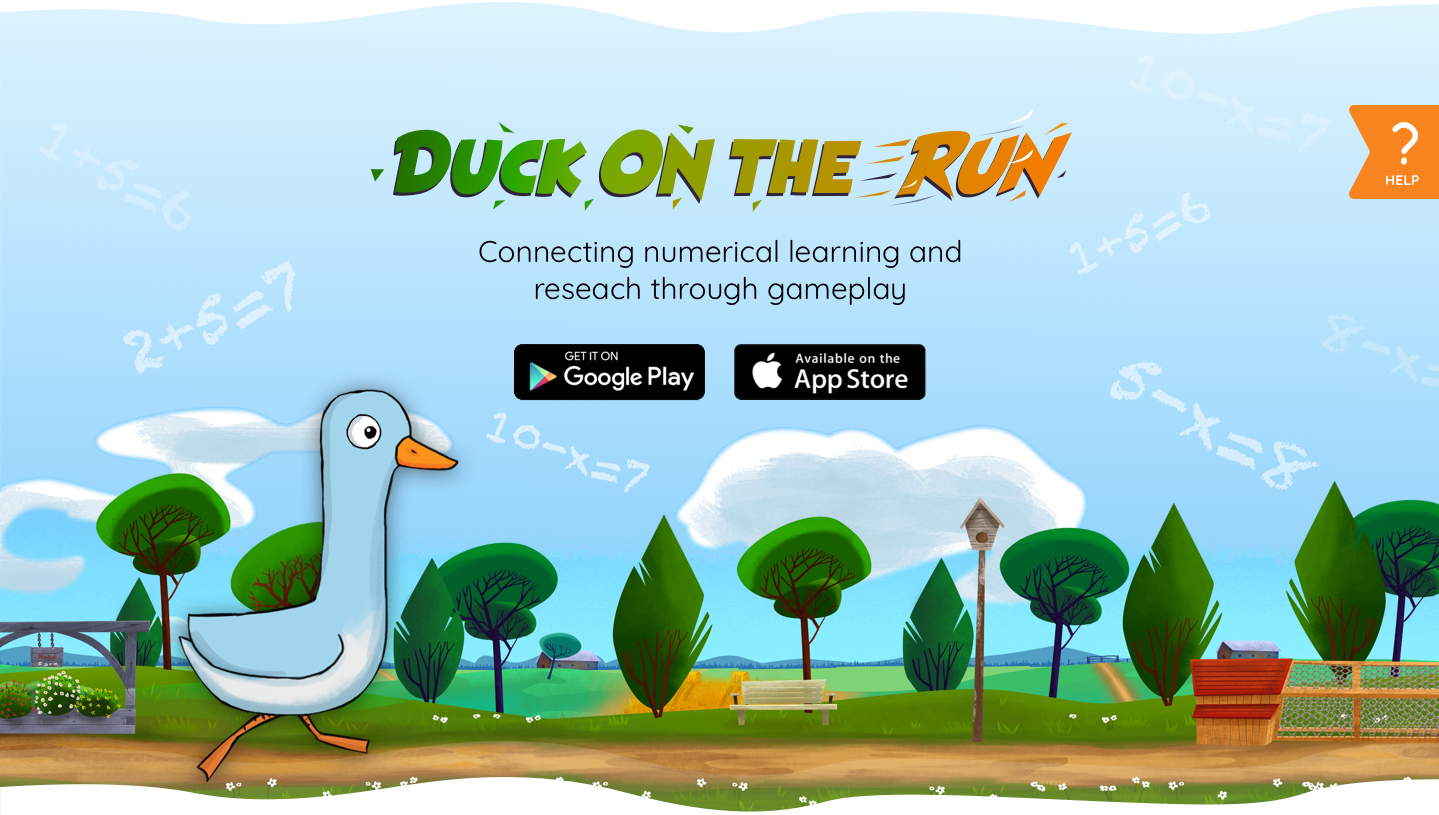 10-x=7
1+5=6
DUCK ON THE RUN
?
HELP
1+5=6
Connecting numerical learning and
reseach through gameplay
2+5=7
8-x=
GET IT ON
Google Play
Available on the
App Store
5-x=8
10-x=7